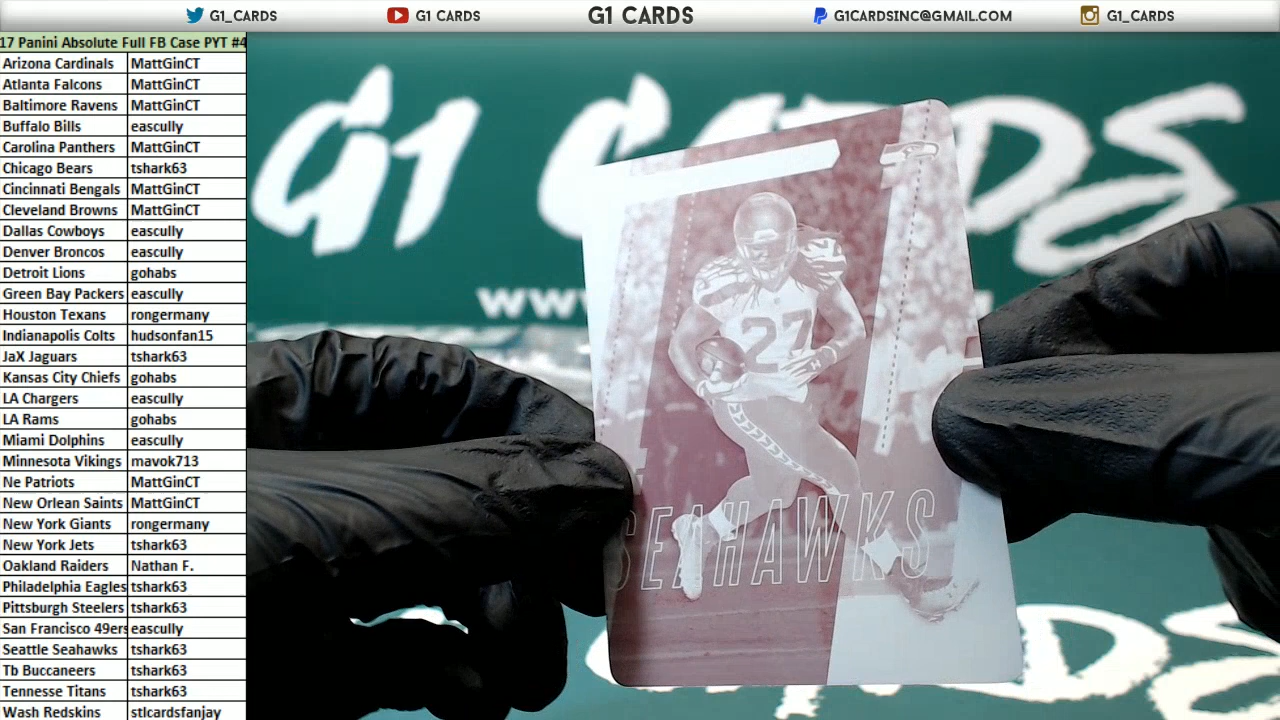 G1_CARDS
G1 CARDS
G1 CARDS
G1CARDSINC@GMAIL.COM
G1_CARDS
17 Panini Absolute Full FB Case PYT #4
Arizona Cardinals MattGinCT
Atlanta Falcons MattGinCT
Baltimore Ravens MattGinCT
Buffalo Bills eascully
Carolina Panthers MattGinCT
Chicago Bears tshark63
Cincinnati Bengals MattGinCT
Cleveland Browns MattGinCT
Dallas Cowboys eascully
Denver Broncos eascully
Detroit Lions gohabs
Green Bay Packers eascully
Houston Texans rongermany
Indianapolis Colts hudsonfan15
JaX Jaguars tshark63
Kansas City Chiefs gohabs
LA Chargers eascully
LA Rams gohabs
Miami Dolphins eascully
Minnesota Vikings mavok713
Ne Patriots MattGinCT
New Orlean Saints MattGinCT
New York Giants rongermany
New York Jets tshark63
Oakland Raiders Nathan F.
Philadelphia Eagles tshark63
Pittsburgh Steelers tshark63
San Francisco 49ers eascully
Seattle Seahawks tshark63
Tb Buccaneers tshark63
Tennesse Titans tshark63
Wash Redskins stlcardsfanjay
G1 CARDS
www
27
SEAHAWKS